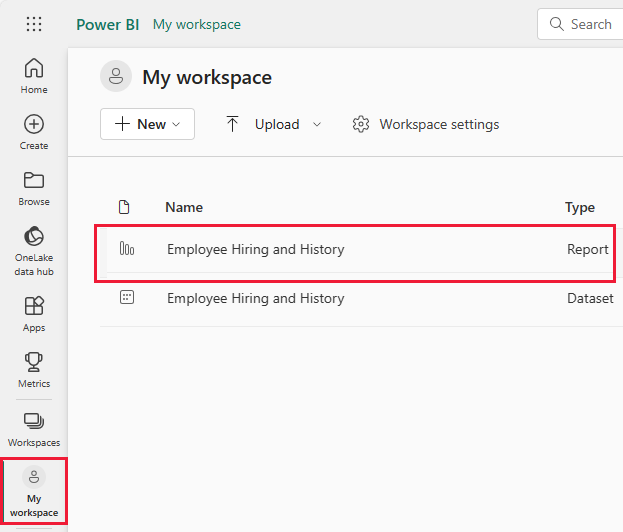 Power BI My workspace
Search
Home
Create
Browse
OneLake
data hub
Apps
Metrics
Workspaces
My
workspace
My workspace
New
Upload
Workspace settings
Name Type
Employee Hiring and History Report
Employee Hiring and History Dataset